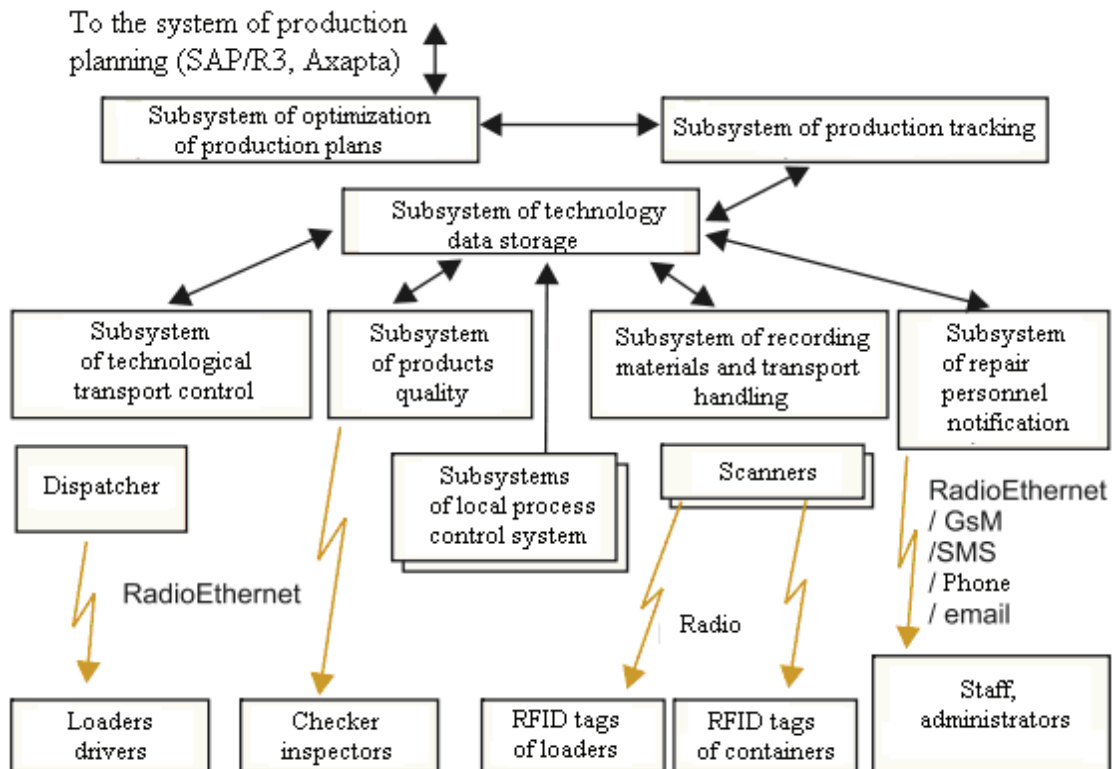 To the system of production
planning (SAP/R3, Axapta)
Subsystem of optimization
of production plans
Subsystem of production tracking
Subsystem of technology
data storage
Subsystem
of technological
transport control
Subsystem
of products
quality
Subsystem of recording
materials and transport
handling
Subsystem
of repair
personnel
notification
Dispatcher
Subsystems
of local process
control system
Scanners
RadioEthernet
/ GsM
/SMS
/ Phone
/ email
RadioEthernet
Radio
Loaders
drivers
Checker
inspectors
RFID tags
of loaders
RFID tags
of containers
Staff,
administrators